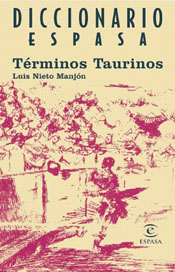 DICCIONARIO
ESPASA
Términos Taurinos
Luis Nieto Manjón
ESPASA